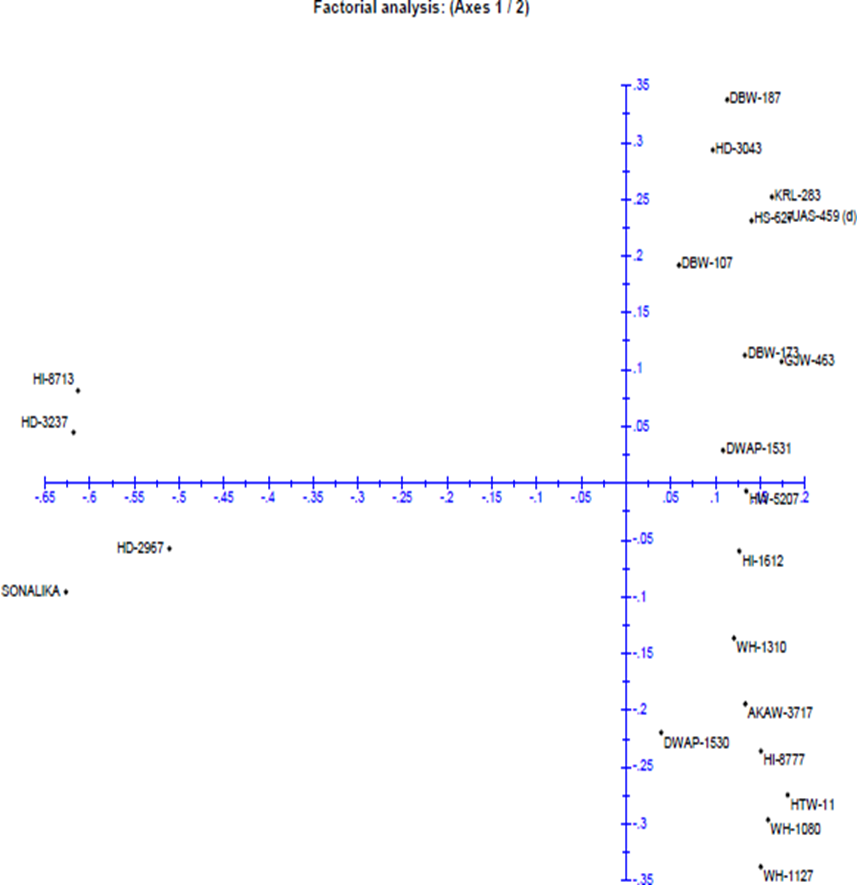 Factorial analysis: (Axes 1 / 2)
.35
DBW-187
.3
HD-3043
.25
KRL-283
HS-627
UAS-459 (d)
.2
DBW-107
.15
DBW-173
GJW-463
.1
HI-8713
.05
HD-3237
DWAP-1531
-.65 -.6 -.55 -.5 -.45 -.4 -.35 -.3 -.25 -.2 -.15 -.1 -.05 .05 .1 .2
HW-5207
-.05
HD-2967
HI-1612
-.1
SONALIKA
-.15
WH-1310
-.2
AKAW-3717
DWAP-1530
-.25
HI-8777
HTW-11
-.3
WH-1080
-.35
WH-1127